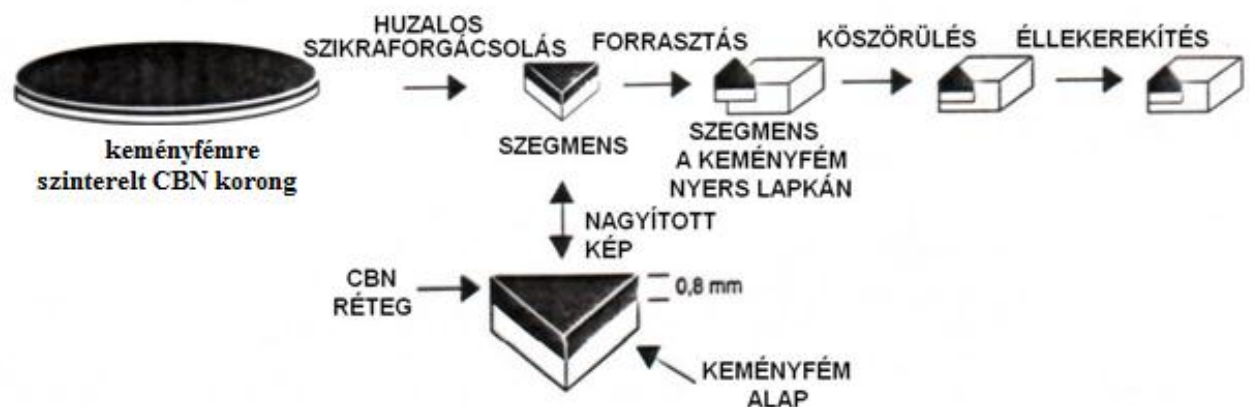 HUZALOS
SZIKRAFORGÁCSOLÁS
FORRASZTÁS
KÖSZÖRÜLÉS
ÉLLEKEREKÍTÉS
keményfémre
szinterelt CBN korong
SZEGMENS
SZEGMENS
A KEMÉNYFÉM
NYERS LAPKÁN
NAGYÍTOTT
KÉP
CBN
RÉTEG
0,8 mm
KEMÉNYFÉM
ALAP